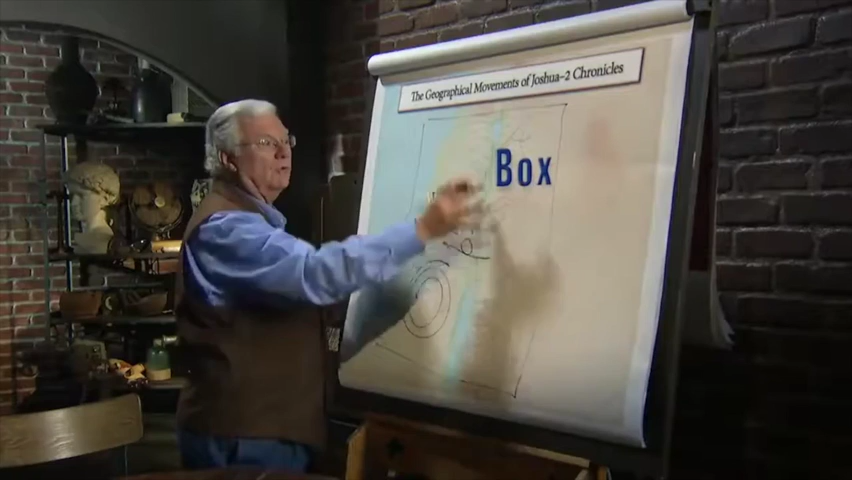 The Geographical Movements of Joshua–2 Chronicles
Box